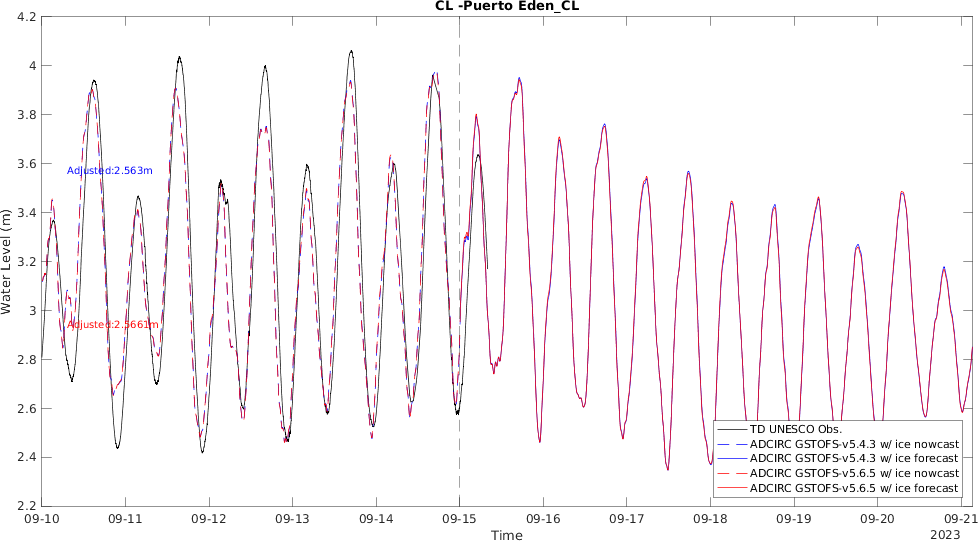 CL -Puerto Eden_CL
4.2
4
3.8
3.6
3.4
3.2
3
2.8
2.6
2.4
2.2
Water Level (m)
Adjusted:2.563m
Adjusted:2.5661m
TD UNESCO Obs.
ADCIRC GSTOFS-v5.4.3 w/ ice nowcast
ADCIRC GSTOFS-v5.4.3 w/ ice forecast
ADCIRC GSTOFS-v5.6.5 w/ ice nowcast
ADCIRC GSTOFS-v5.6.5 w/ ice forecast
09-10 09-11 09-12 09-13 09-14 09-15 09-16 09-17 09-18 09-19 09-20 09-21
Time
2023